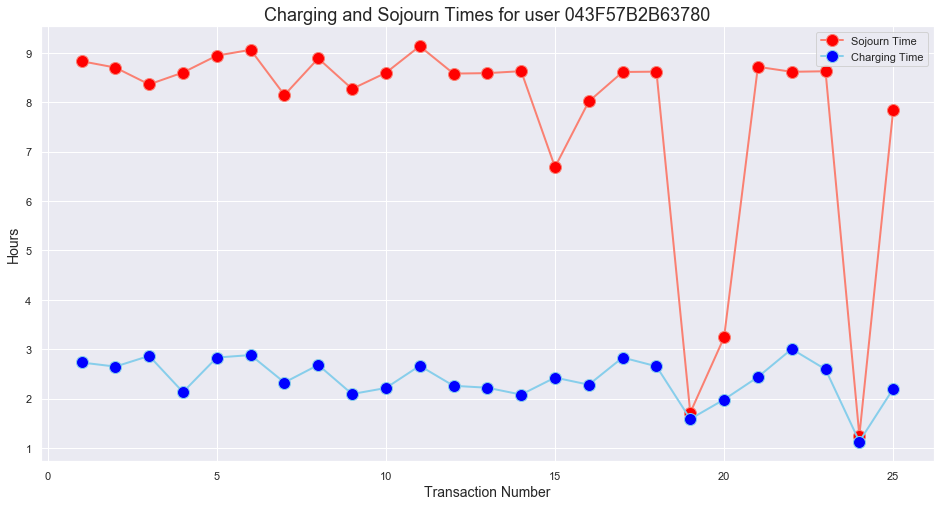 Charging and Sojourn Times for user 043F57B2B63780
Sojourn Time
Charging Time
Hours
9
8
7
6
5
4
3
2
1
0 5 10 15 20 25
Transaction Number